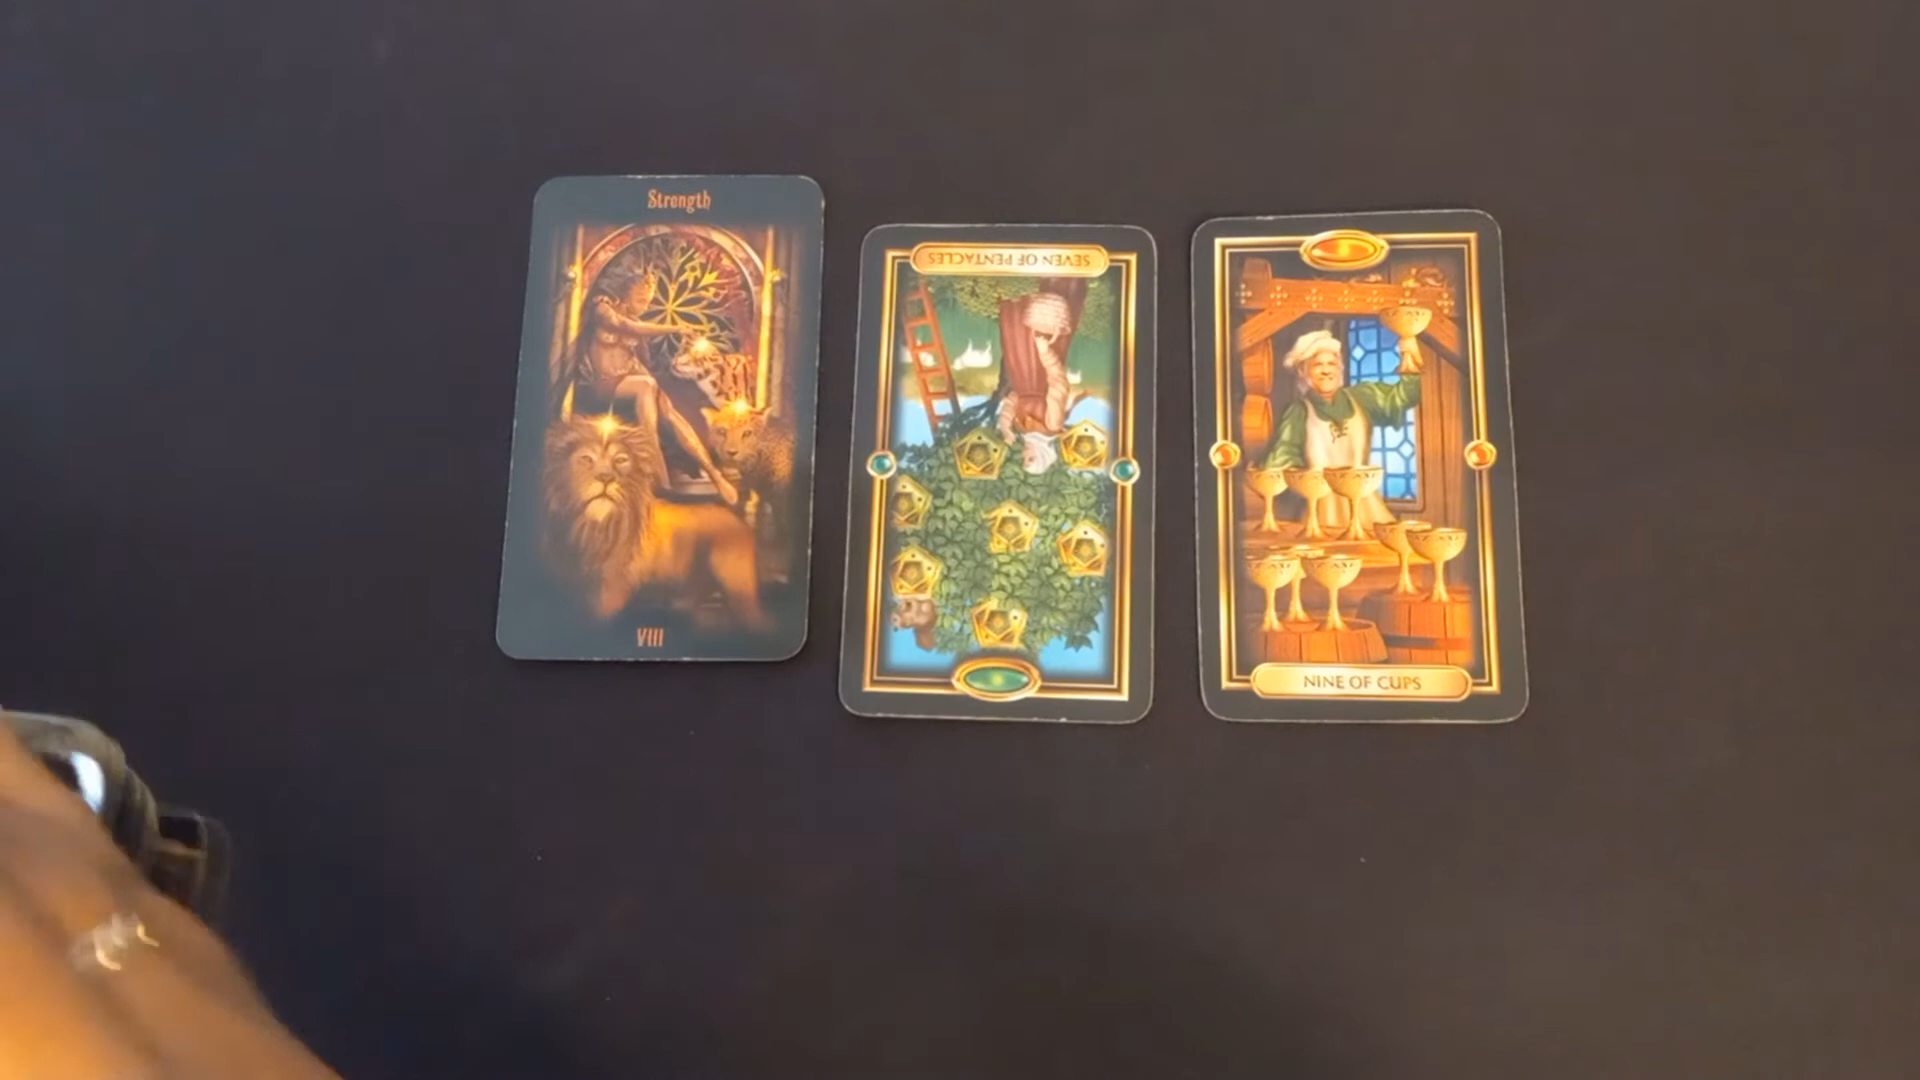 Strength
VIII
SEVEN OF PENTACLES
NINE OF CUPS